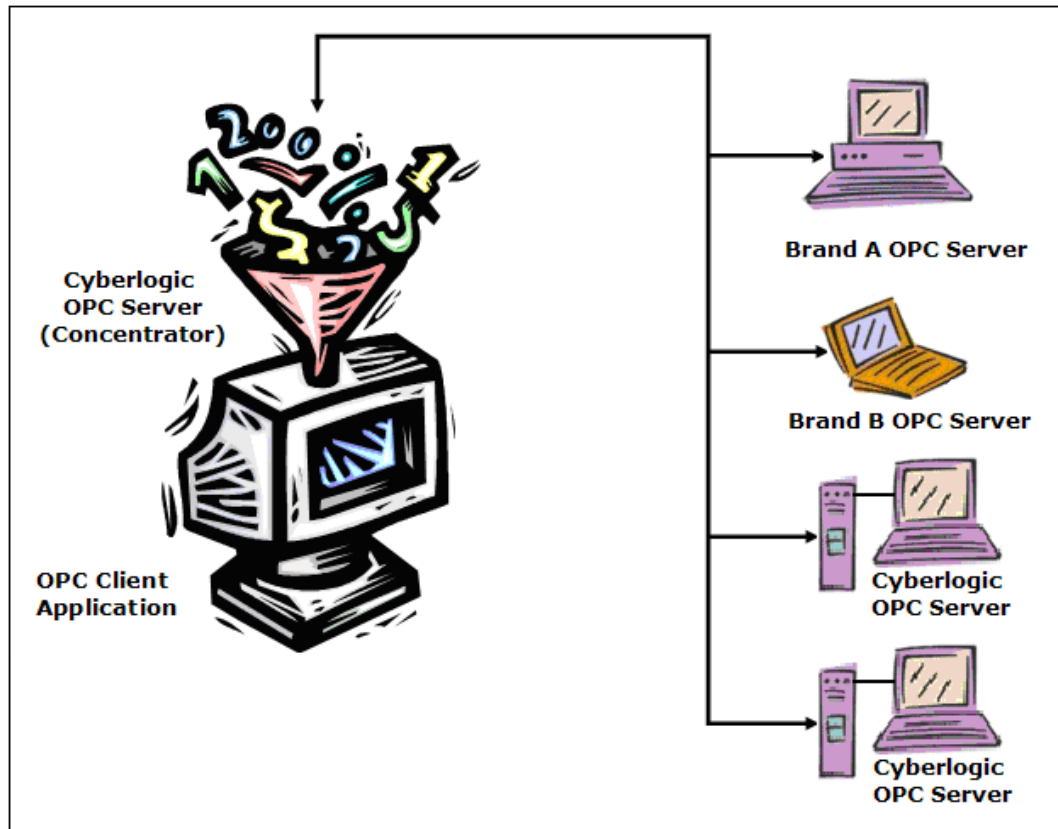 Cyberlogic
OPC Server
(Concentrator)
OPC Client
Application
Brand A OPC Server
Brand B OPC Server
Cyberlogic
OPC Server
Cyberlogic
OPC Server